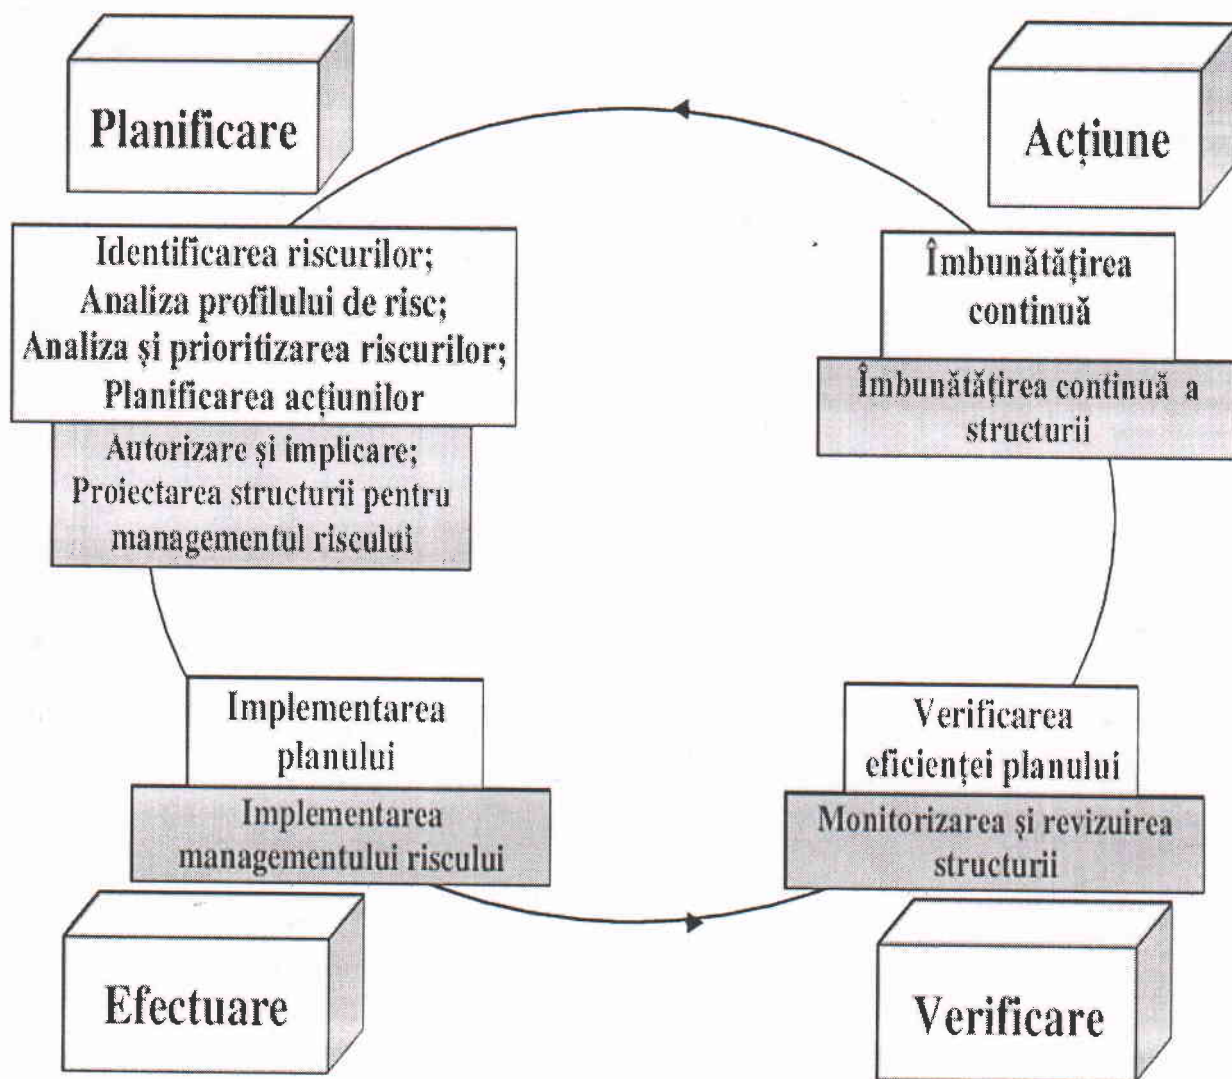 Planificare
Identificarea riscurilor;
Analiza profilului de risc;
Analiza și prioritizarea riscurilor;
Planificarea acțiunilor
Autorizare și implicare;
Proiectarea structurii pentru
managementul riscului
Acțiune
Îmbunătățirea
continuă
Îmbunătățirea continuă a
structurii
Implementarea
planului
Implementarea
managementului riscului
Efectuare
Verificarea
eficienței planului
Monitorizarea și revizuirea
structurii
Verificare